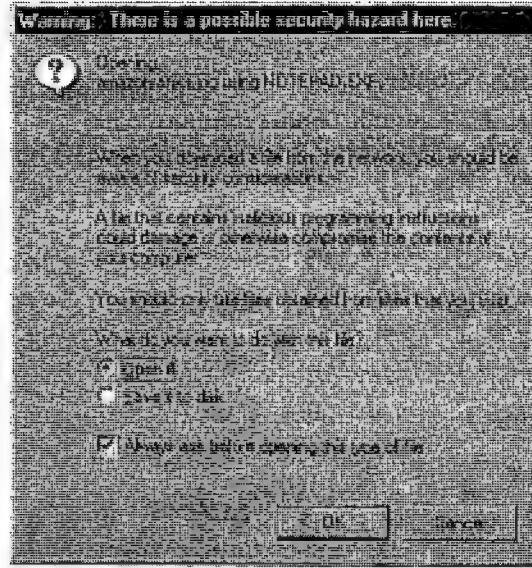 Warning: There is a possible security hazard here.
Opening:
using NOTEPAD.EXE
When you download a file from the network, you should be
aware of security considerations.
A file that contains malicious programming instructions
could damage or otherwise compromise the contents of
your computer.
You should only use files obtained from sites that you trust.
What do you want to do with this file?
Open it
Save it to disk
Always ask before opening this type of file
OK
Cancel